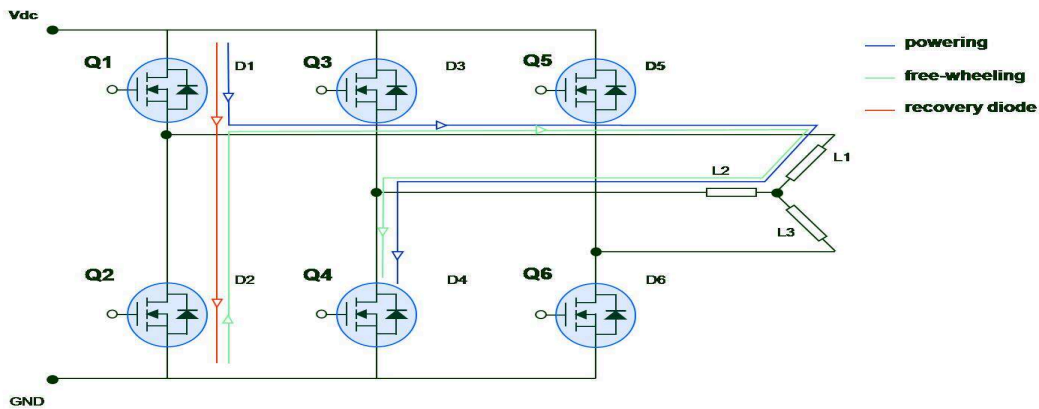 Vdc
Q1
D1
Q3
D3
Q5
D5
powering
free-wheeling
recovery diode
L1
L2
L3
Q2
D2
Q4
D4
Q6
D6
GND